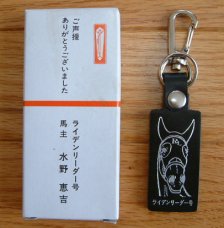 ご声援
ありがとうございました
ライデンリーダー号
馬主 水野 恵吉
ライデンリーダー号